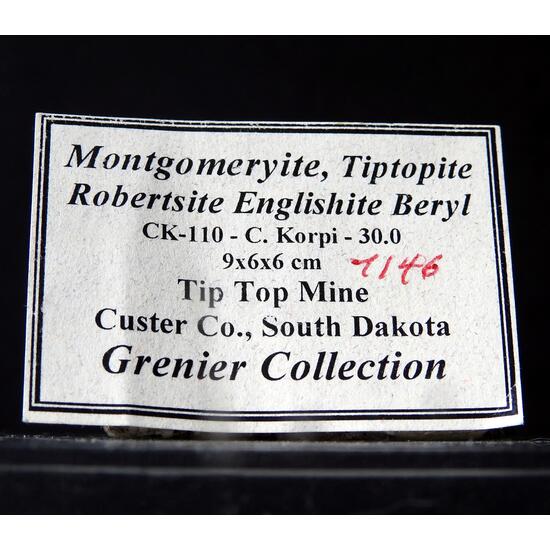 Montgomeryite, Tiptopite
Robertsite Englishite Beryl
CK-110 - C. Korpi - 30.0
9x6x6 cm
1146
Tip Top Mine
Custer Co., South Dakota
Grenier Collection